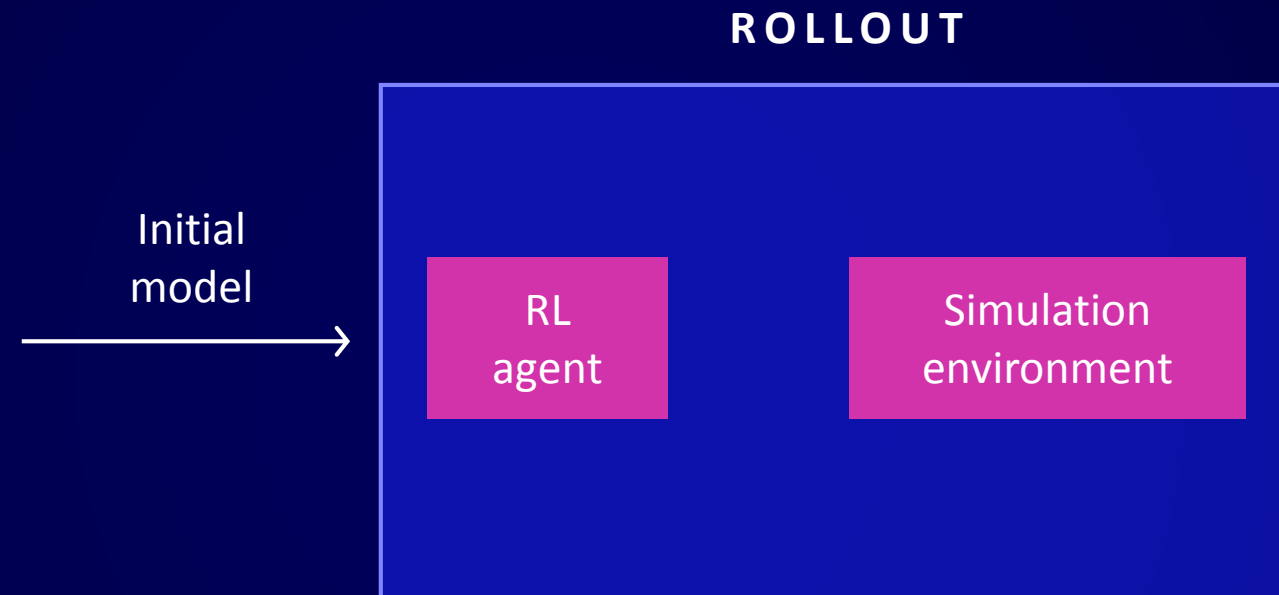 ROLLOUT
Initial
model
RL
agent
Simulation
environment